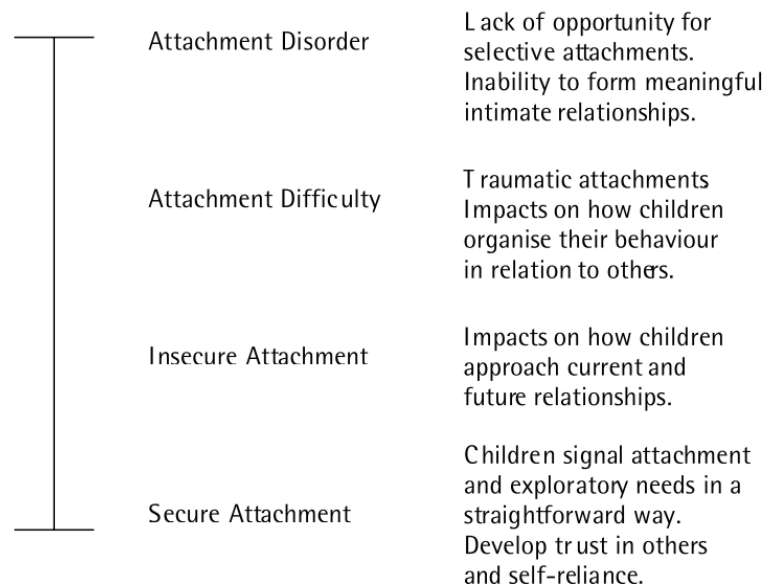 Attachment Disorder
Lack of opportunity for
selective attachments.
Inability to form meaningful
intimate relationships.
Attachment Difficulty
Traumatic attachments
Impacts on how children
organise their behaviour
in relation to others.
Insecure Attachment
Impacts on how children
approach current and
future relationships.
Secure Attachment
Children signal attachment
and exploratory needs in a
straightforward way.
Develop trust in others
and self-reliance.